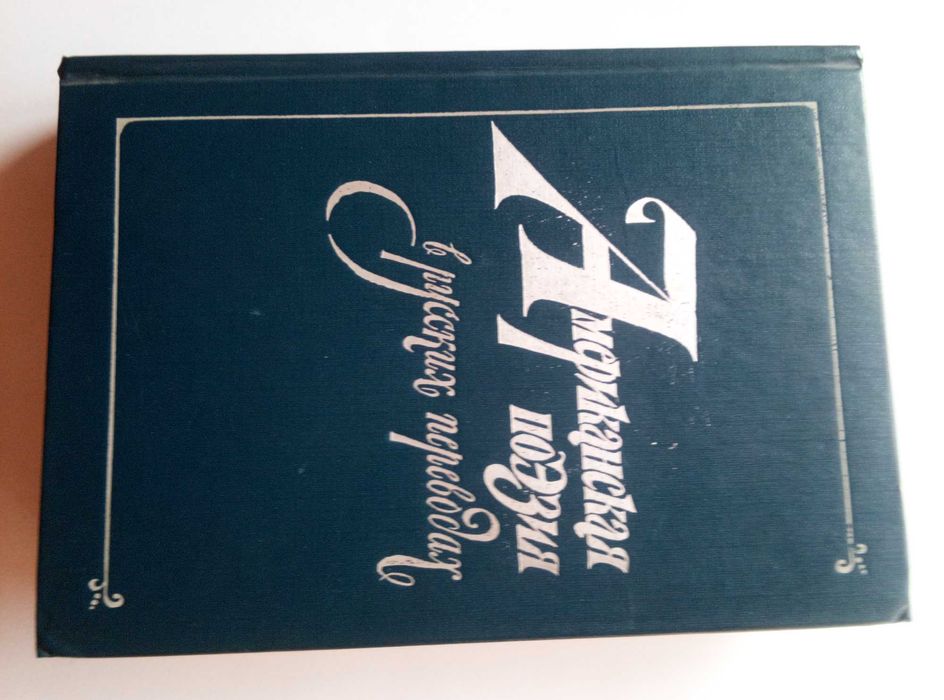 Американская
поэзия
в русских переводах